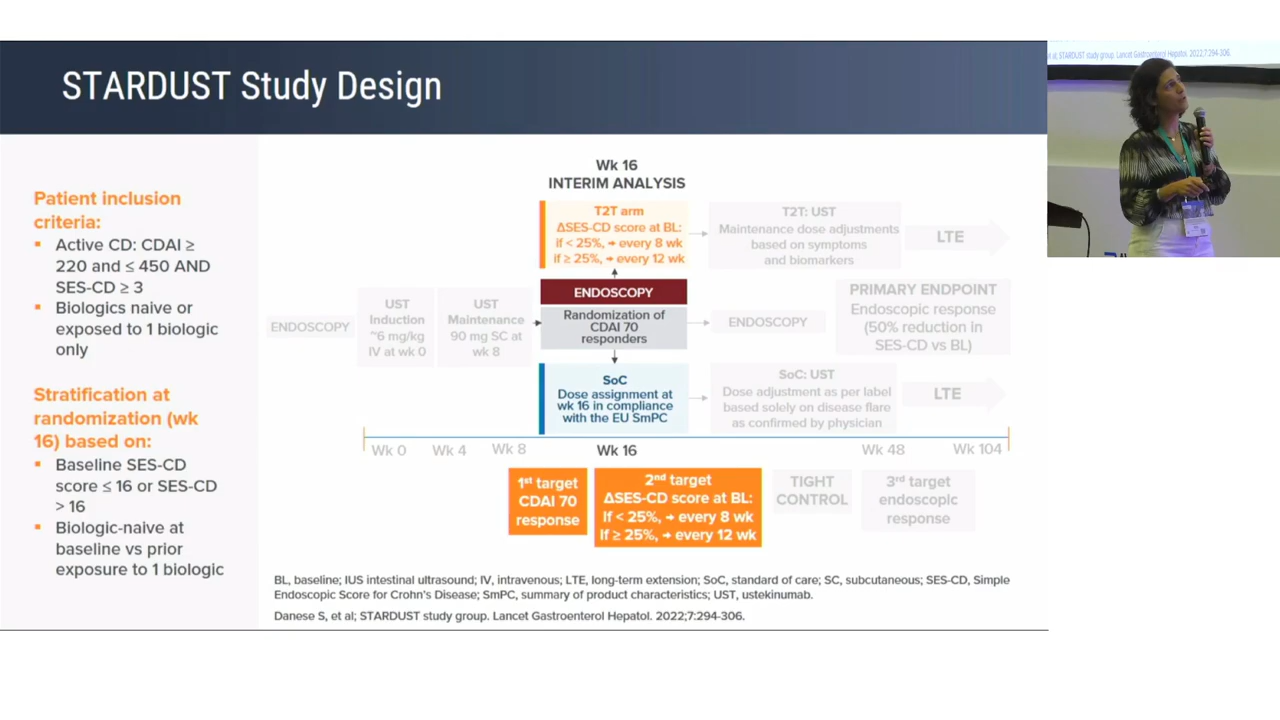 STARDUST Study Design
Patient inclusion
criteria:
▪ Active CD: CDAI ≥
220 and ≤ 450 AND
SES-CD ≥ 3
▪ Biologics naive or
exposed to 1 biologic
only
Stratification at
randomization (wk
16) based on:
▪ Baseline SES-CD
score ≤ 16 or SES-CD
> 16
▪ Biologic-naive at
baseline vs prior
exposure to 1 biologic
Wk 16
INTERIM ANALYSIS
T2T arm
ΔSES-CD score at BL:
if < 25%, → every 8 wk
if ≥ 25%, → every 12 wk
T2T: UST
Maintenance dose adjustments
based on symptoms
and biomarkers
LTE
ENDOSCOPY
UST
Induction
~6 mg/kg
IV at wk 0
UST
Maintenance
90 mg SC at
wk 8
ENDOSCOPY
Randomization of
CDAI 70
responders
ENDOSCOPY
PRIMARY ENDPOINT
Endoscopic response
(50% reduction in
SES-CD vs BL)
SoC
Dose assignment at
wk 16 in compliance
with the EU SmPC
SoC: UST
Dose adjustment as per label
based solely on disease flare
as confirmed by physician
LTE
Wk 0
Wk 4
Wk 8
Wk 16
Wk 48
Wk 104
1st target
CDAI 70
response
2nd target
ΔSES-CD score at BL:
If < 25%, → every 8 wk
If ≥ 25%, → every 12 wk
TIGHT
CONTROL
3rd target
endoscopic
response
BL, baseline; IUS intestinal ultrasound; IV, intravenous; LTE, long-term extension; SoC, standard of care; SC, subcutaneous; SES-CD, Simple
Endoscopic Score for Crohn's Disease; SmPC, summary of product characteristics; UST, ustekinumab.
Danese S, et al; STARDUST study group. Lancet Gastroenterol Hepatol. 2022;7:294-306.
et al; STARDUST study group. Lancet Gastroenterol Hepatol. 2022;7:294-306.